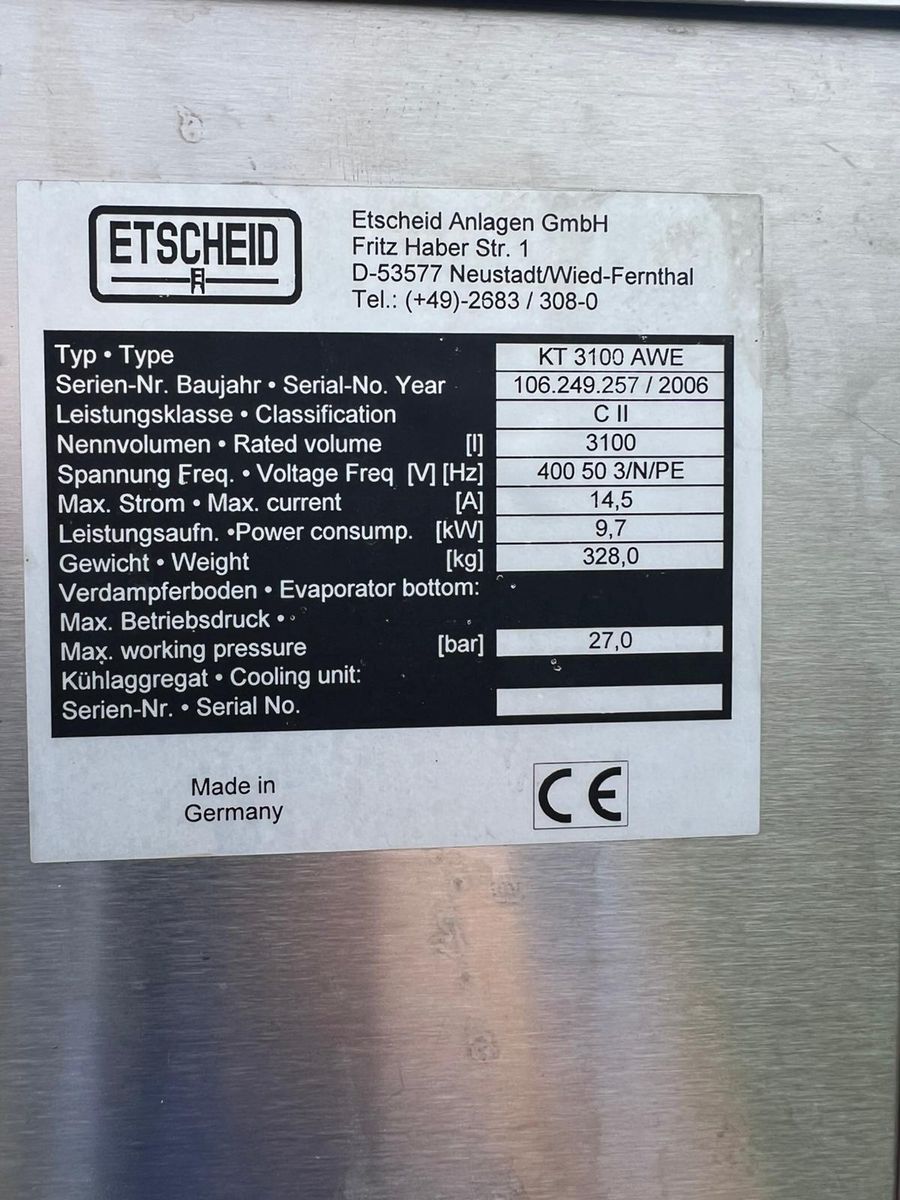 ETSCHEID
Etscheid Anlagen GmbH
Fritz Haber Str. 1
D-53577 Neustadt/Wied-Fernthal
Tel.: (+49)-2683 / 308-0
Typ • Type KT 3100 AWE
Serien-Nr. Baujahr • Serial-No. Year 106.249.257 / 2006
Leistungsklasse • Classification C II
Nennvolumen • Rated volume [l] 3100
Spannung Freq. • Voltage Freq [V] [Hz] 400 50 3/N/PE
Max. Strom • Max. current [A] 14,5
Leistungsaufn. •Power consump. [kW] 9,7
Gewicht • Weight [kg] 328,0
Verdampferboden • Evaporator bottom:
Max. Betriebsdruck •
Max. working pressure [bar] 27,0
Kühlaggregat • Cooling unit:
Serien-Nr. • Serial No.
Made in
Germany
CE